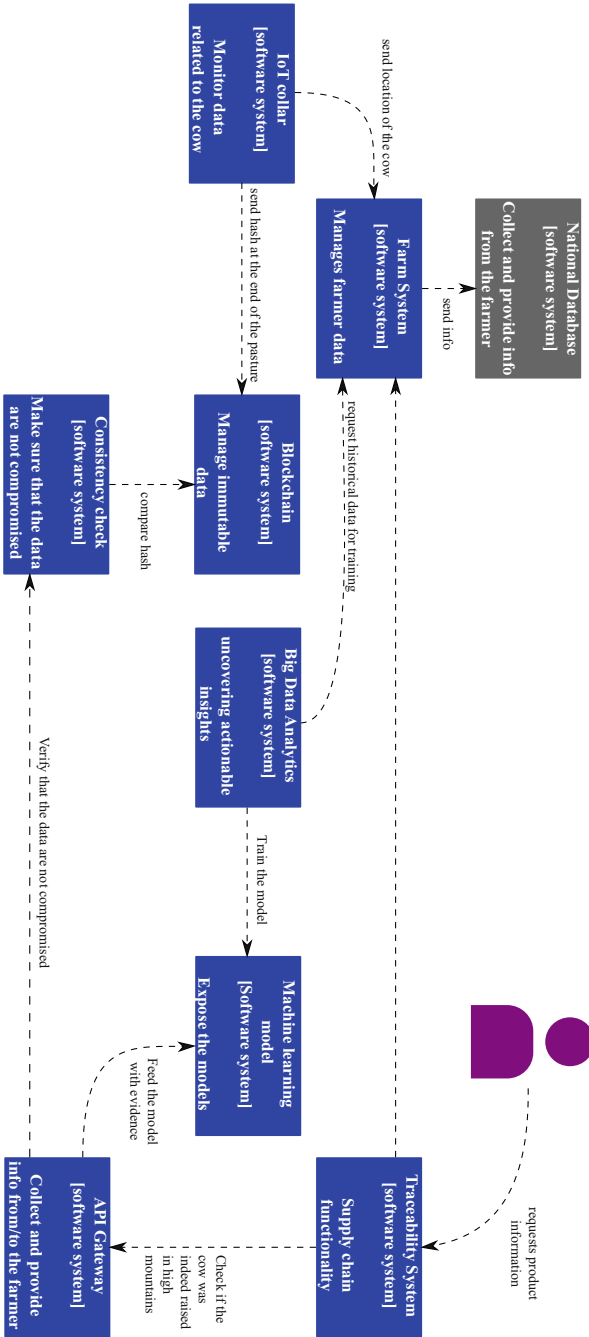 National Database
[software system]
Collect and provide info
from the farmer
send info
Farm System
[software system]
Manages farmer data
send location of the cow
IoT collar
[software system]
Monitor data
related to the cow
send hash at the end of the pasture
request historical data for training
Blockchain
[software system]
Manage immutable
data
compare hash
Consistency check
[software system]
Make sure that the data
are not compromised
Big Data Analytics
[software system]
uncovering actionable
insights
Train the model
Machine learning
model
[Software system]
Expose the models
Verify that the data are not compromised
Feed the model
with evidence
requests product
information
Traceability System
[software system]
Supply chain
functionality
Check if the
cow was
indeed raised
in high
mountains
API Gateway
[software system]
Collect and provide
info from/to the farmer